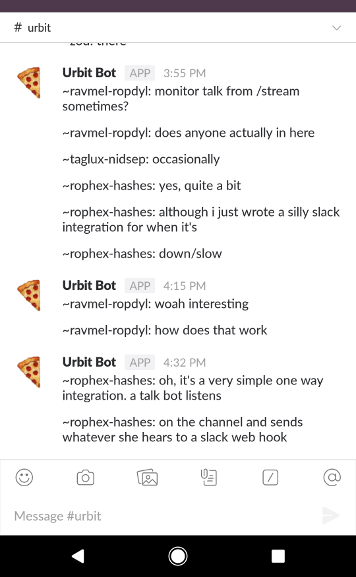 # urbit
~zod: there
Urbit Bot APP 3:55 PM
~ravmel-ropdyl: monitor talk from /stream
sometimes?
~ravmel-ropdyl: does anyone actually in here
~taglux-nidsep: occasionally
~rophex-hashes: yes, quite a bit
~rophex-hashes: although i just wrote a silly slack
integration for when it's
~rophex-hashes: down/slow
Urbit Bot APP 4:15 PM
~ravmel-ropdyl: woah interesting
~ravmel-ropdyl: how does that work
Urbit Bot APP 4:32 PM
~rophex-hashes: oh, it's a very simple one way
integration. a talk bot listens
~rophex-hashes: on the channel and sends
whatever she hears to a slack web hook
Message #urbit